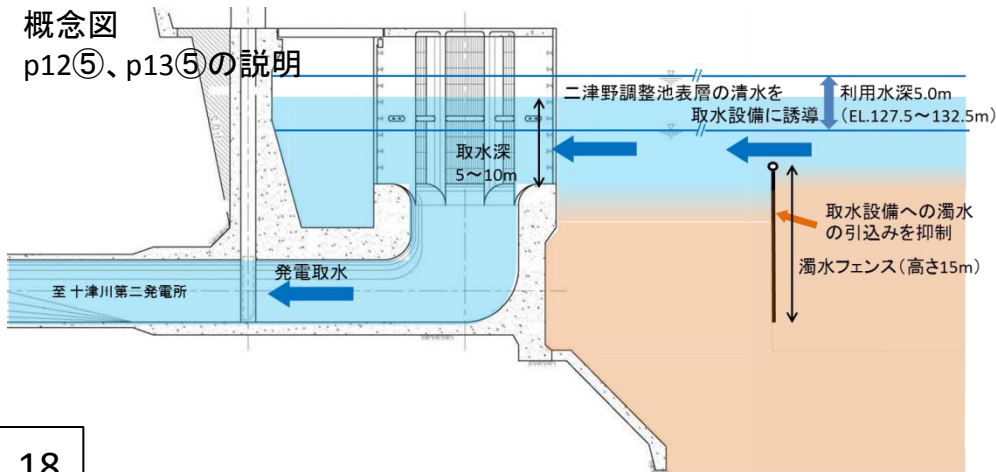 概念図
p12⑤、p13⑤の説明
二津野調整池表層の清水を
取水設備に誘導
利用水深5.0m
(EL.127.5～132.5m)
取水深
5～10m
取水設備への濁水
の引込みを抑制
濁水フェンス(高さ15m)
発電取水
至 十津川第二発電所
18